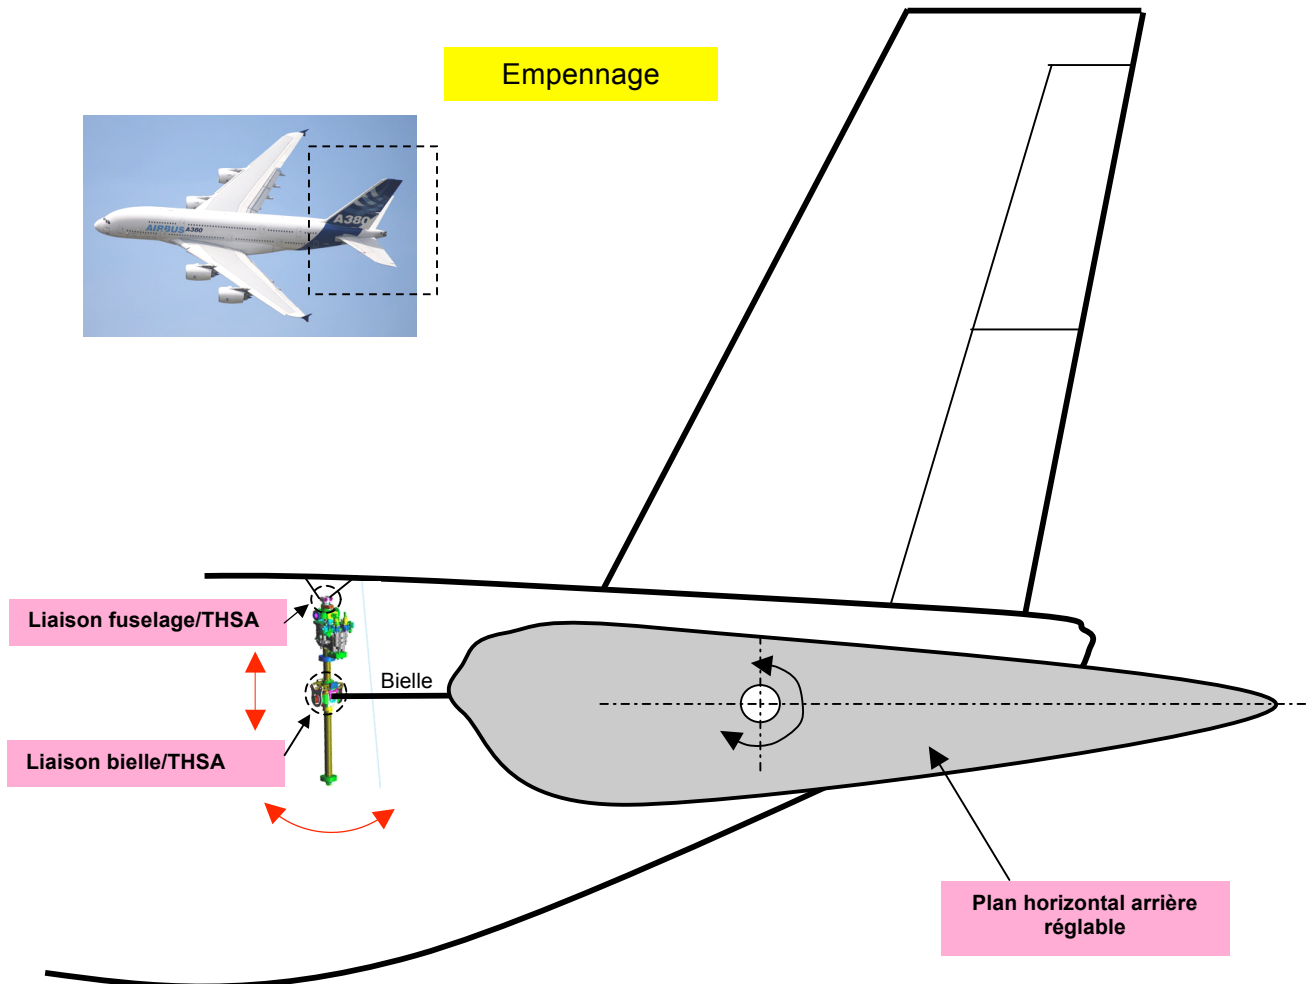 Empennage
A380
AIRBUS A380
Liaison fuselage/THSA
Bielle
Liaison bielle/THSA
Plan horizontal arrière
réglable